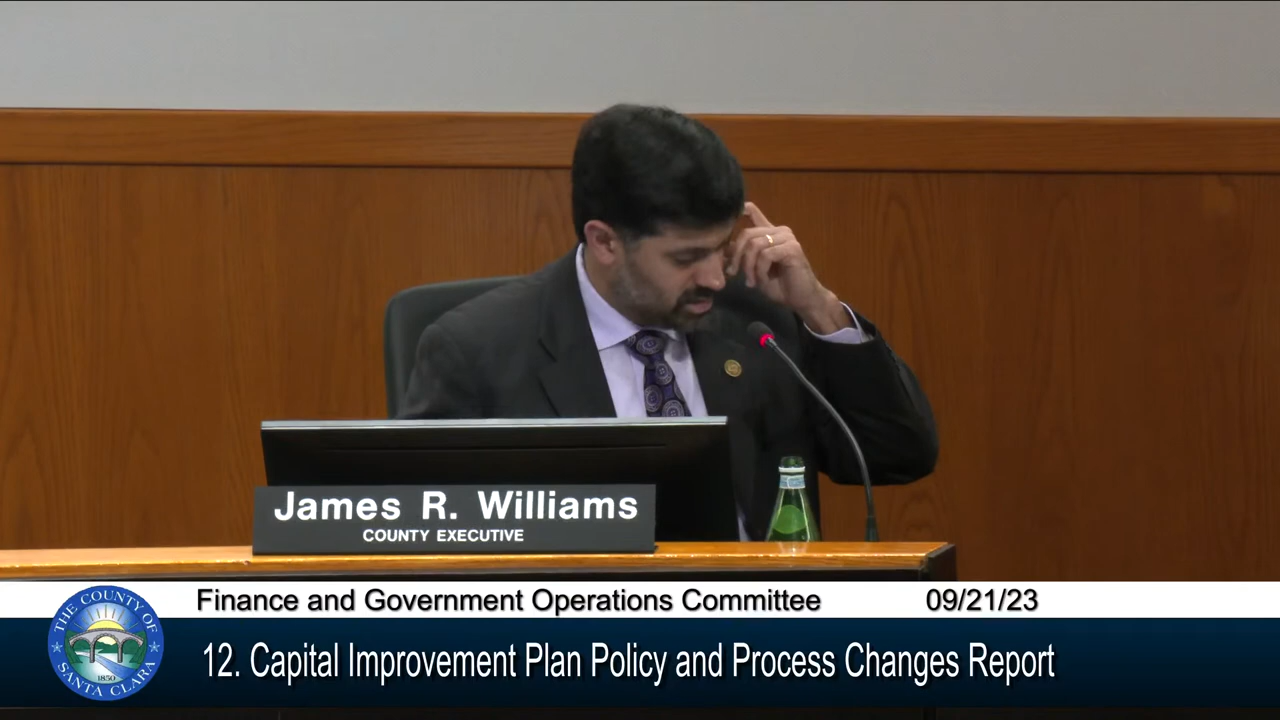 James R. Williams
COUNTY EXECUTIVE
Finance and Government Operations Committee 09/21/23
THE COUNTY OF
SANTA CLARA
1850
12. Capital Improvement Plan Policy and Process Changes Report